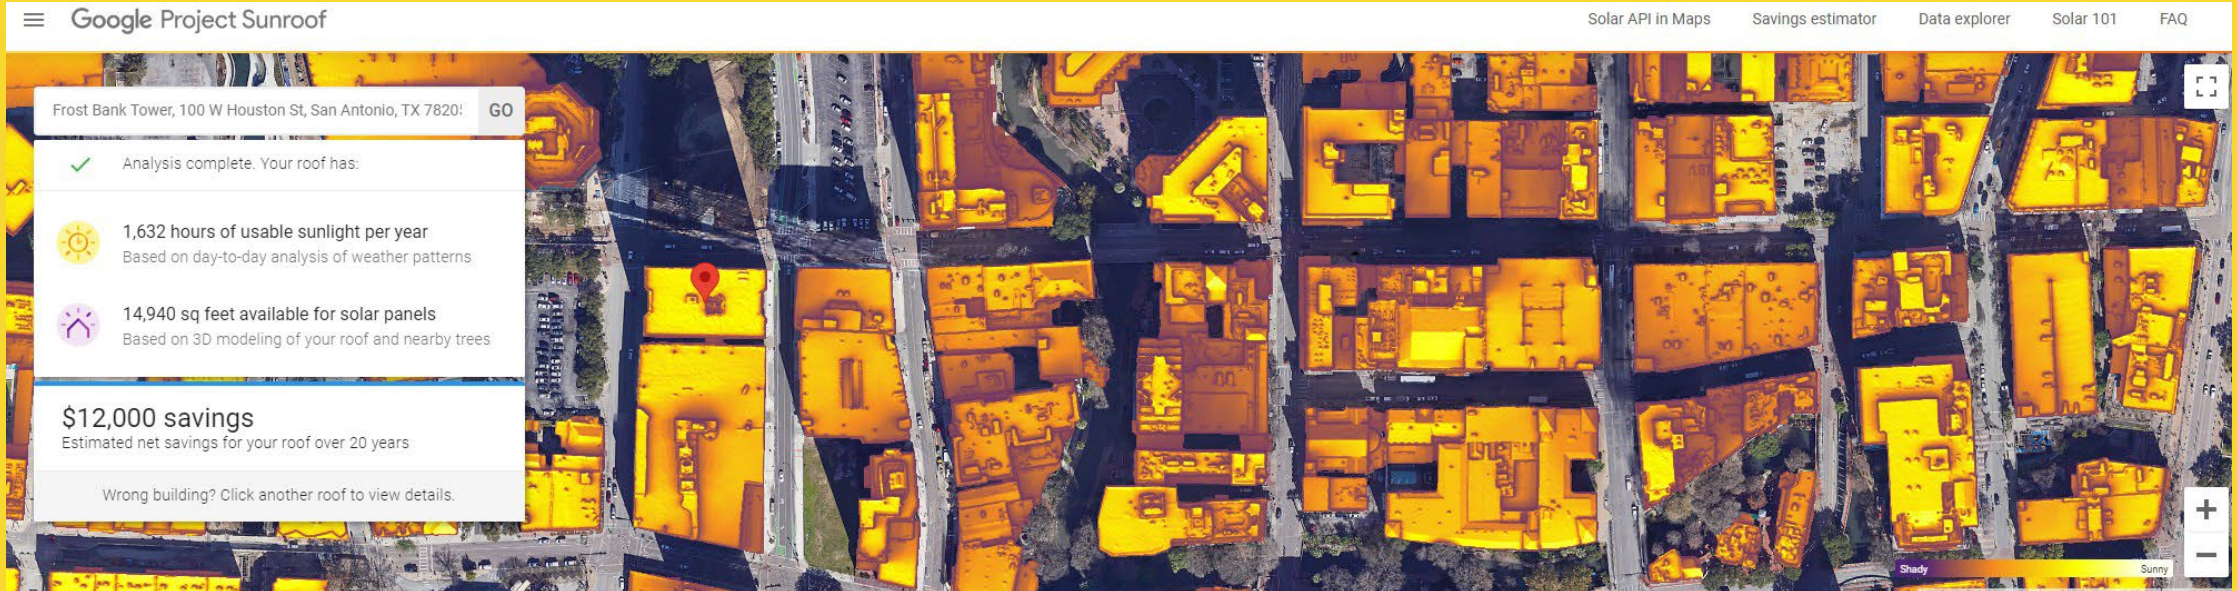 Google Project Sunroof
Solar API in Maps Savings estimator Data explorer Solar 101 FAQ
Frost Bank Tower, 100 W Houston St, San Antonio, TX 7820
GO
Analysis complete. Your roof has:
1,632 hours of usable sunlight per year
Based on day-to-day analysis of weather patterns
14,940 sq feet available for solar panels
Based on 3D modeling of your roof and nearby trees
$12,000 savings
Estimated net savings for your roof over 20 years
Wrong building? Click another roof to view details.
Shady Sunny